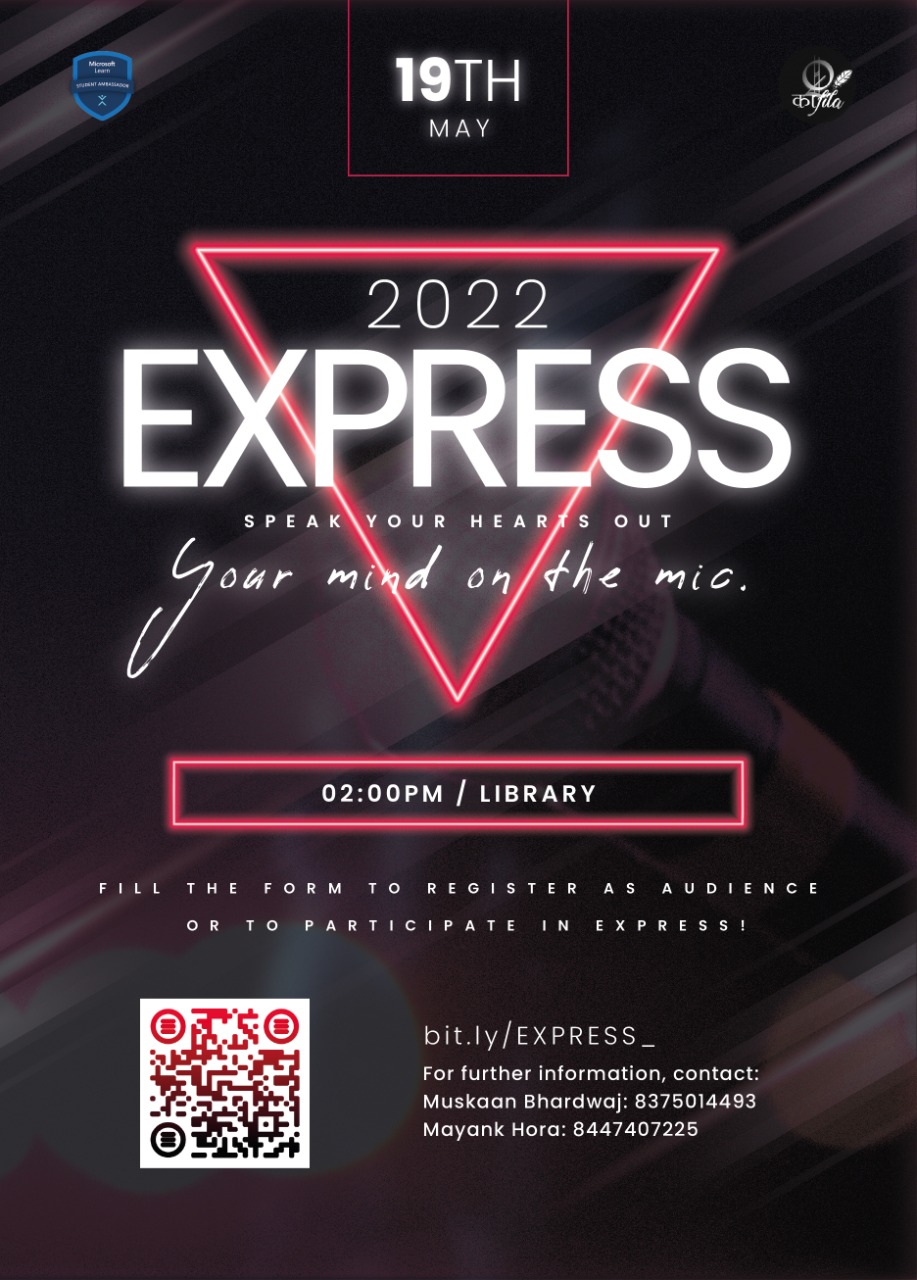 Microsoft
Learn
STUDENT AMBASSADOR
19TH
MAY
काfila
2022
EXPRESS
SPEAK YOUR HEARTS OUT
Your mind on the mic.
02:00PM / LIBRARY
FILL THE FORM TO REGISTER AS AUDIENCE
OR TO PARTICIPATE IN EXPRESS!
bit.ly/EXPRESS_
For further information, contact:
Muskaan Bhardwaj: 8375014493
Mayank Hora: 8447407225